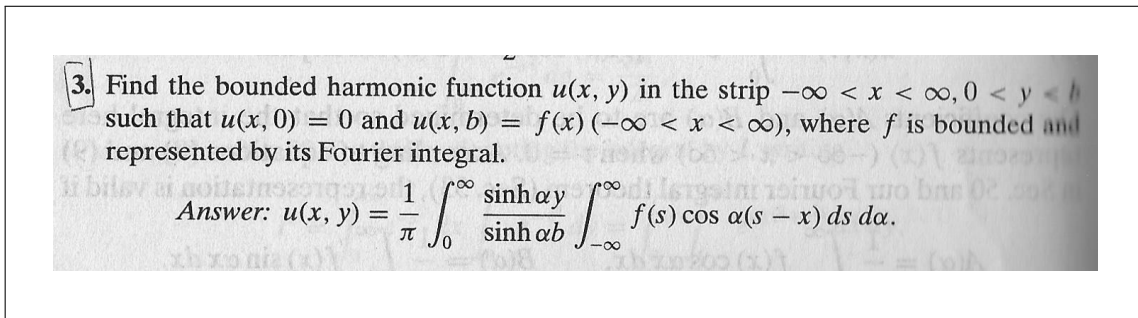 3. Find the bounded harmonic function u(x, y) in the strip −∞ < x < ∞, 0 < y < b
such that u(x, 0) = 0 and u(x, b) = f(x) (−∞ < x < ∞), where f is bounded and
represented by its Fourier integral.
Answer: u(x, y) = 1/π ∫₀^∞ (sinh αy / sinh αb) ∫_{−∞}^∞ f(s) cos α(s − x) ds dα.